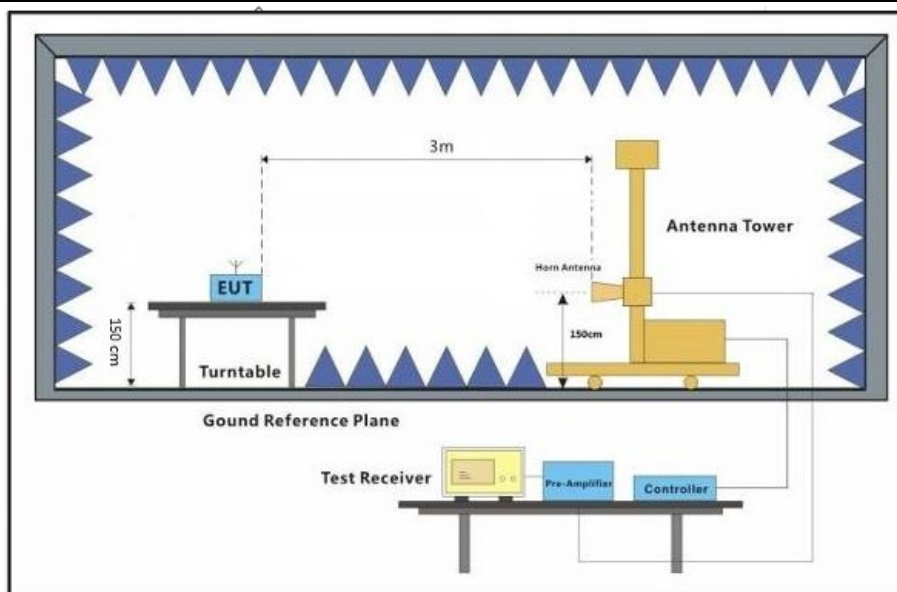 3m
Antenna Tower
Horn Antenna
EUT
150 cm
150cm
Turntable
Gound Reference Plane
Test Receiver
Pre-Amplifier
Controller